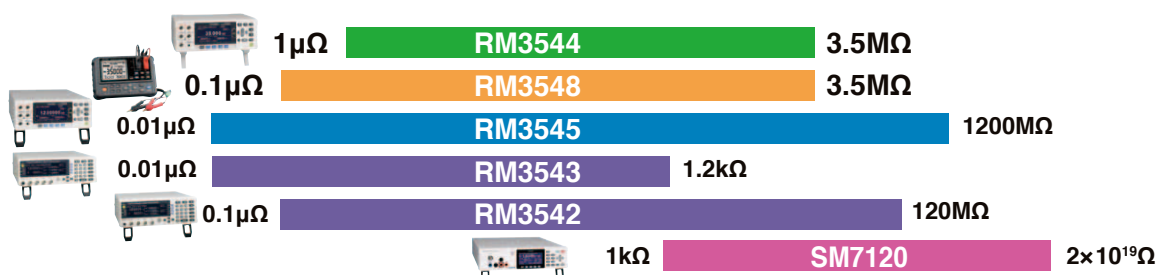 1μΩ RM3544 3.5MΩ
0.1μΩ RM3548 3.5MΩ
0.01μΩ RM3545 1200MΩ
0.01μΩ RM3543 1.2kΩ
0.1μΩ RM3542 120MΩ
1kΩ SM7120 2×10¹⁹Ω